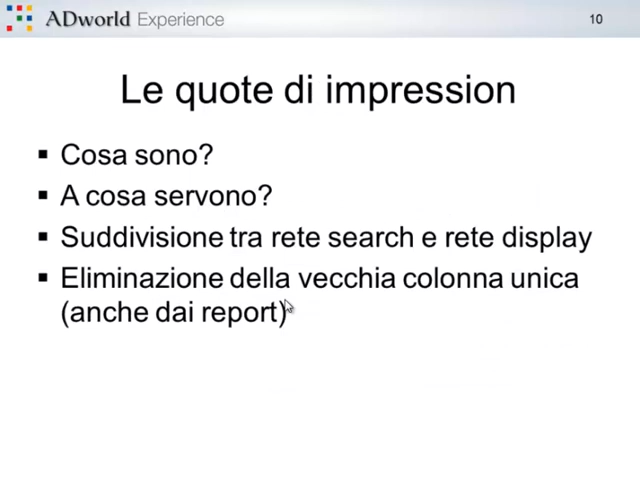 ADworld Experience
10
Le quote di impression
▪ Cosa sono?
▪ A cosa servono?
▪ Suddivisione tra rete search e rete display
▪ Eliminazione della vecchia colonna unica
(anche dai report)